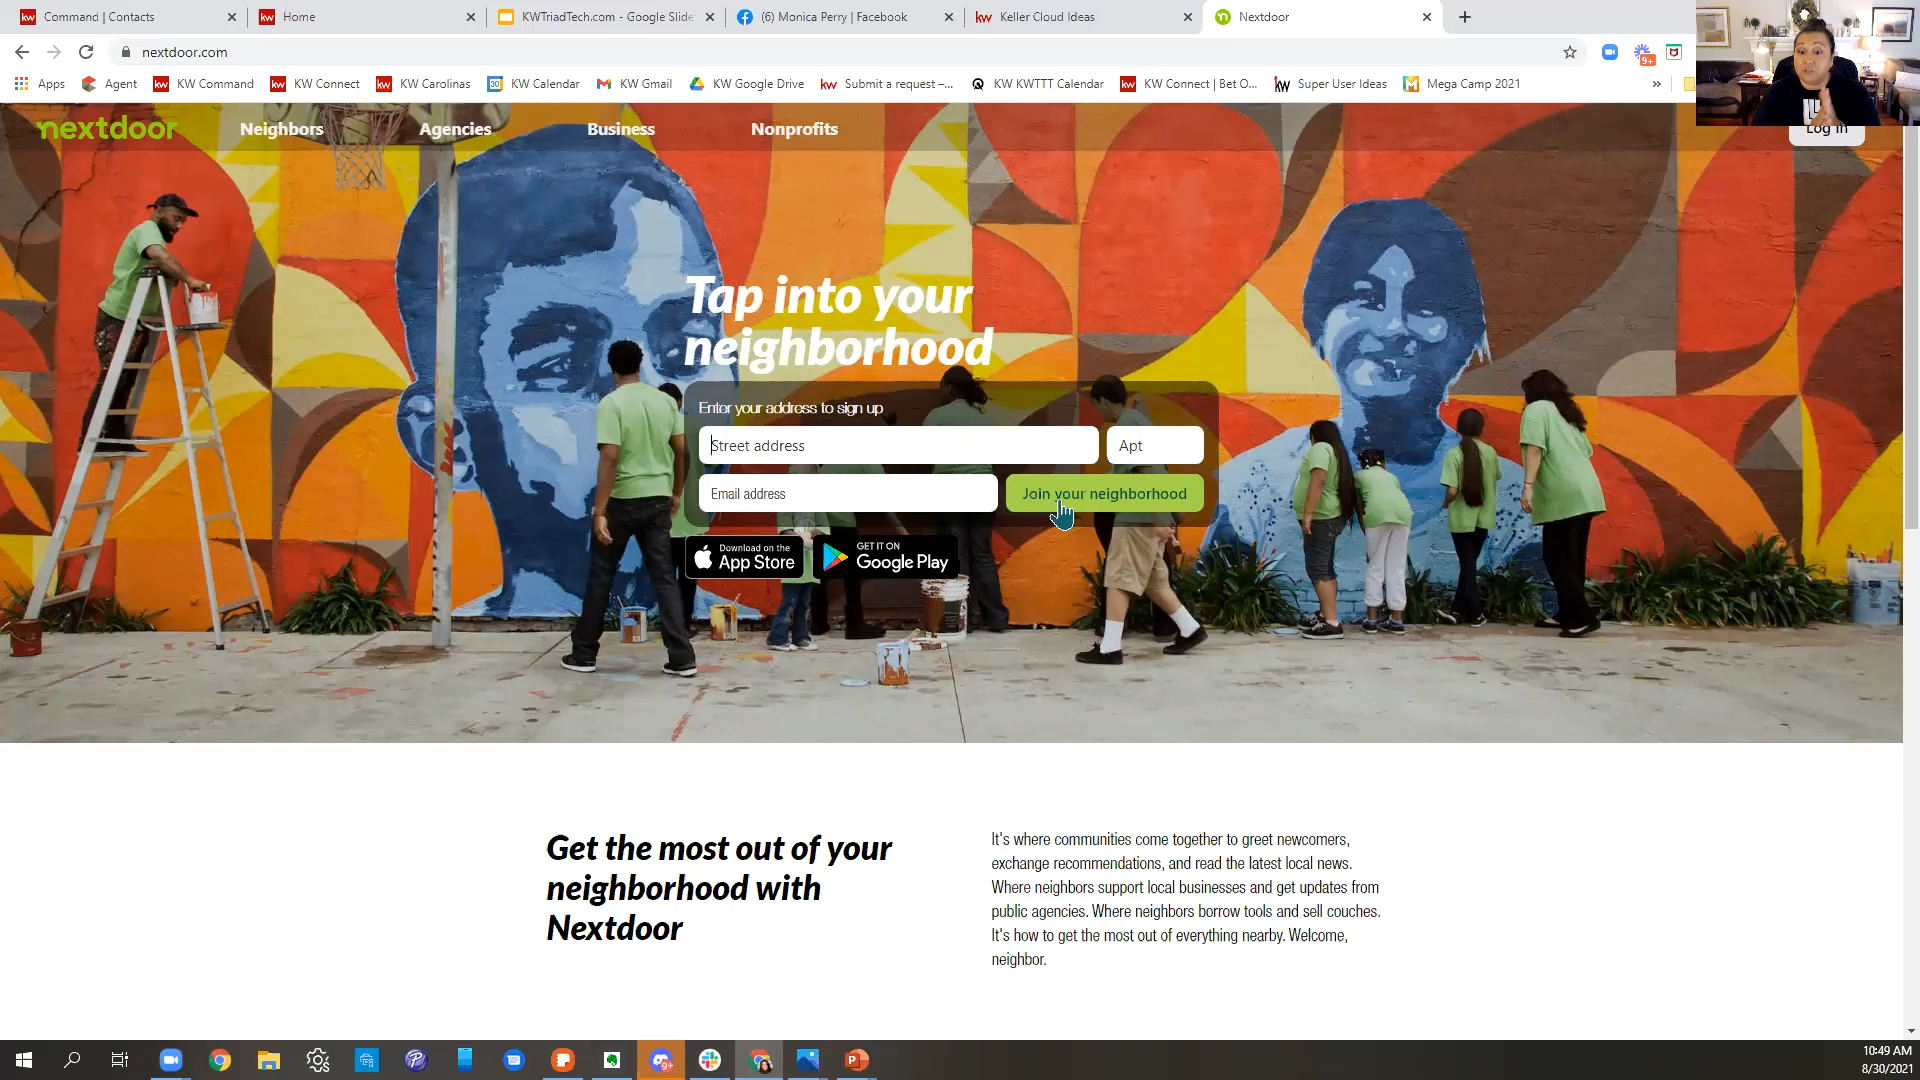 Command | Contacts
Home
KWTriadTech.com - Google Slide
(6) Monica Perry | Facebook
Keller Cloud Ideas
Nextdoor
nextdoor.com
9+
Apps
Agent
KW Command
KW Connect
KW Carolinas
KW Calendar
KW Gmail
KW Google Drive
Submit a request –...
KW KWTTT Calendar
KW Connect | Bet O...
Super User Ideas
Mega Camp 2021
nextdoor
Neighbors
Agencies
Business
Nonprofits
Log in
Tap into your
neighborhood
Enter your address to sign up
Street address
Apt
Email address
Join your neighborhood
Download on the
App Store
GET IT ON
Google Play
Get the most out of your
neighborhood with
Nextdoor
It's where communities come together to greet newcomers,
exchange recommendations, and read the latest local news.
Where neighbors support local businesses and get updates from
public agencies. Where neighbors borrow tools and sell couches.
It's how to get the most out of everything nearby. Welcome,
neighbor.
10:49 AM
8/30/2021